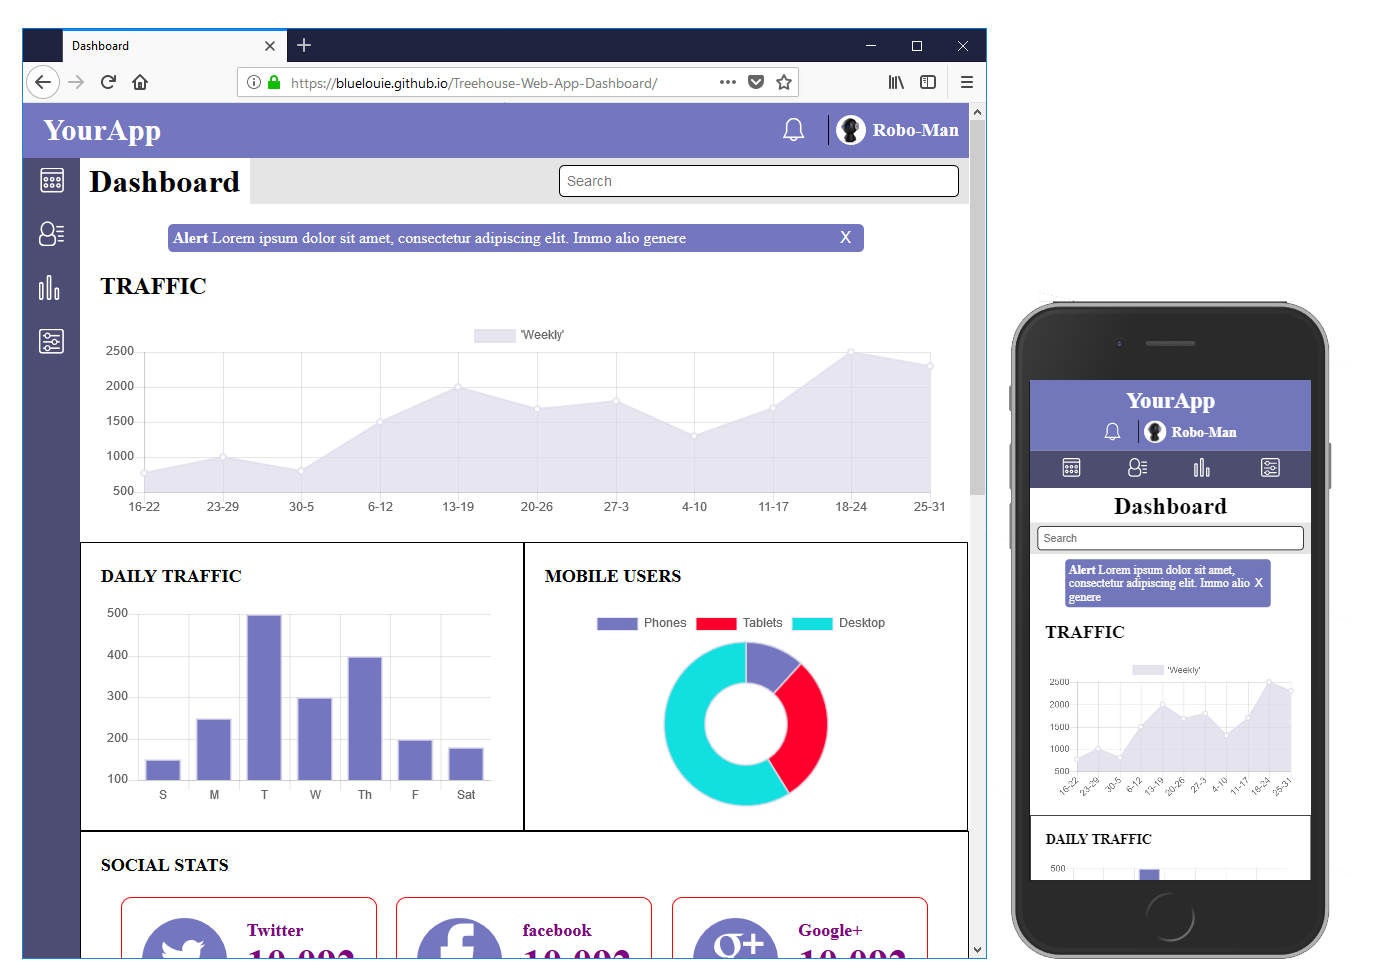 Dashboard
https://bluelouie.github.io/Treehouse-Web-App-Dashboard/
YourApp
Robo-Man
Dashboard
Search
Alert Lorem ipsum dolor sit amet, consectetur adipiscing elit. Immo alio genere X
TRAFFIC
'Weekly'
2500
2000
1500
1000
500
16-22 23-29 30-5 6-12 13-19 20-26 27-3 4-10 11-17 18-24 25-31
DAILY TRAFFIC
500
400
300
200
100
S M T W Th F Sat
MOBILE USERS
Phones Tablets Desktop
SOCIAL STATS
Twitter
10,092
facebook
10,092
Google+
10,092
YourApp
Robo-Man
Dashboard
Search
Alert Lorem ipsum dolor sit amet,
consectetur adipiscing elit. Immo alio X
genere
TRAFFIC
'Weekly'
2500
2000
1500
1000
500
16-22 23-29 30-5 6-12 13-19 20-26 27-3 4-10 11-17 18-24 25-31
DAILY TRAFFIC
500